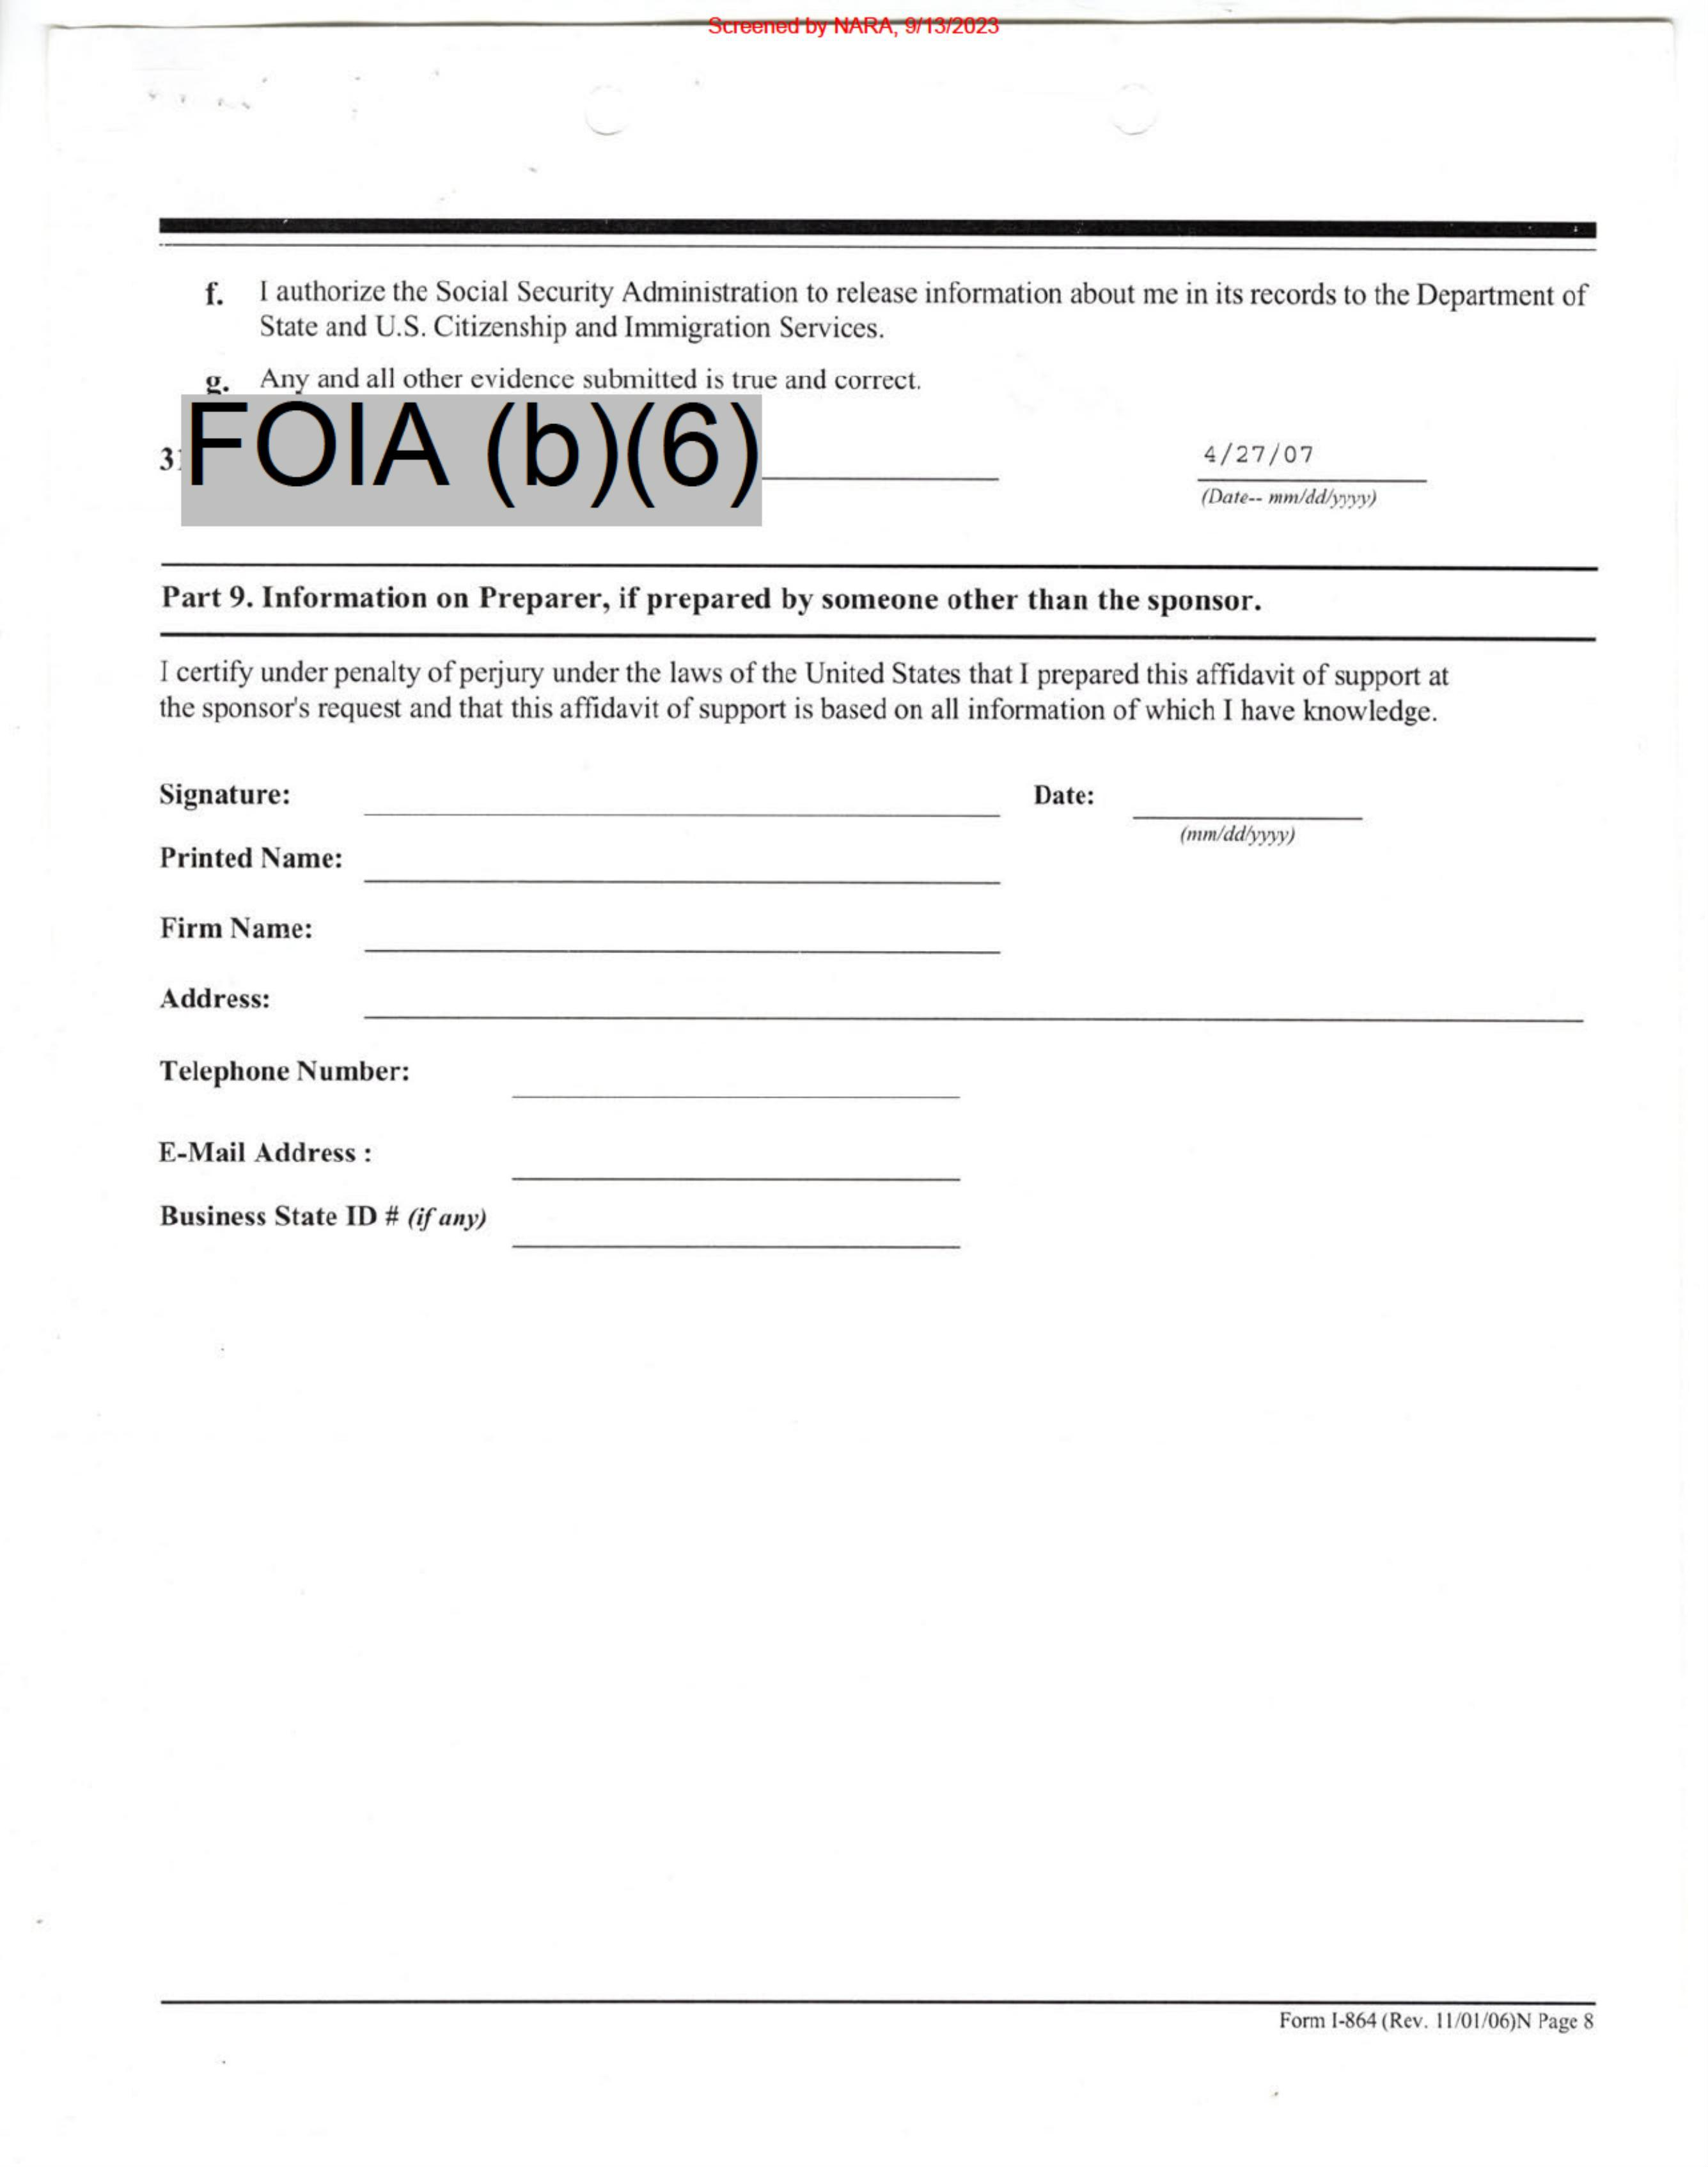 Screened by NARA, 9/13/2023
f. I authorize the Social Security Administration to release information about me in its records to the Department of
State and U.S. Citizenship and Immigration Services.
g. Any and all other evidence submitted is true and correct.
FOIA (b)(6)
4/27/07
(Date-- mm/dd/yyyy)
Part 9. Information on Preparer, if prepared by someone other than the sponsor.
I certify under penalty of perjury under the laws of the United States that I prepared this affidavit of support at
the sponsor's request and that this affidavit of support is based on all information of which I have knowledge.
Signature: Date:
(mm/dd/yyyy)
Printed Name:
Firm Name:
Address:
Telephone Number:
E-Mail Address :
Business State ID # (if any)
Form I-864 (Rev. 11/01/06)N Page 8